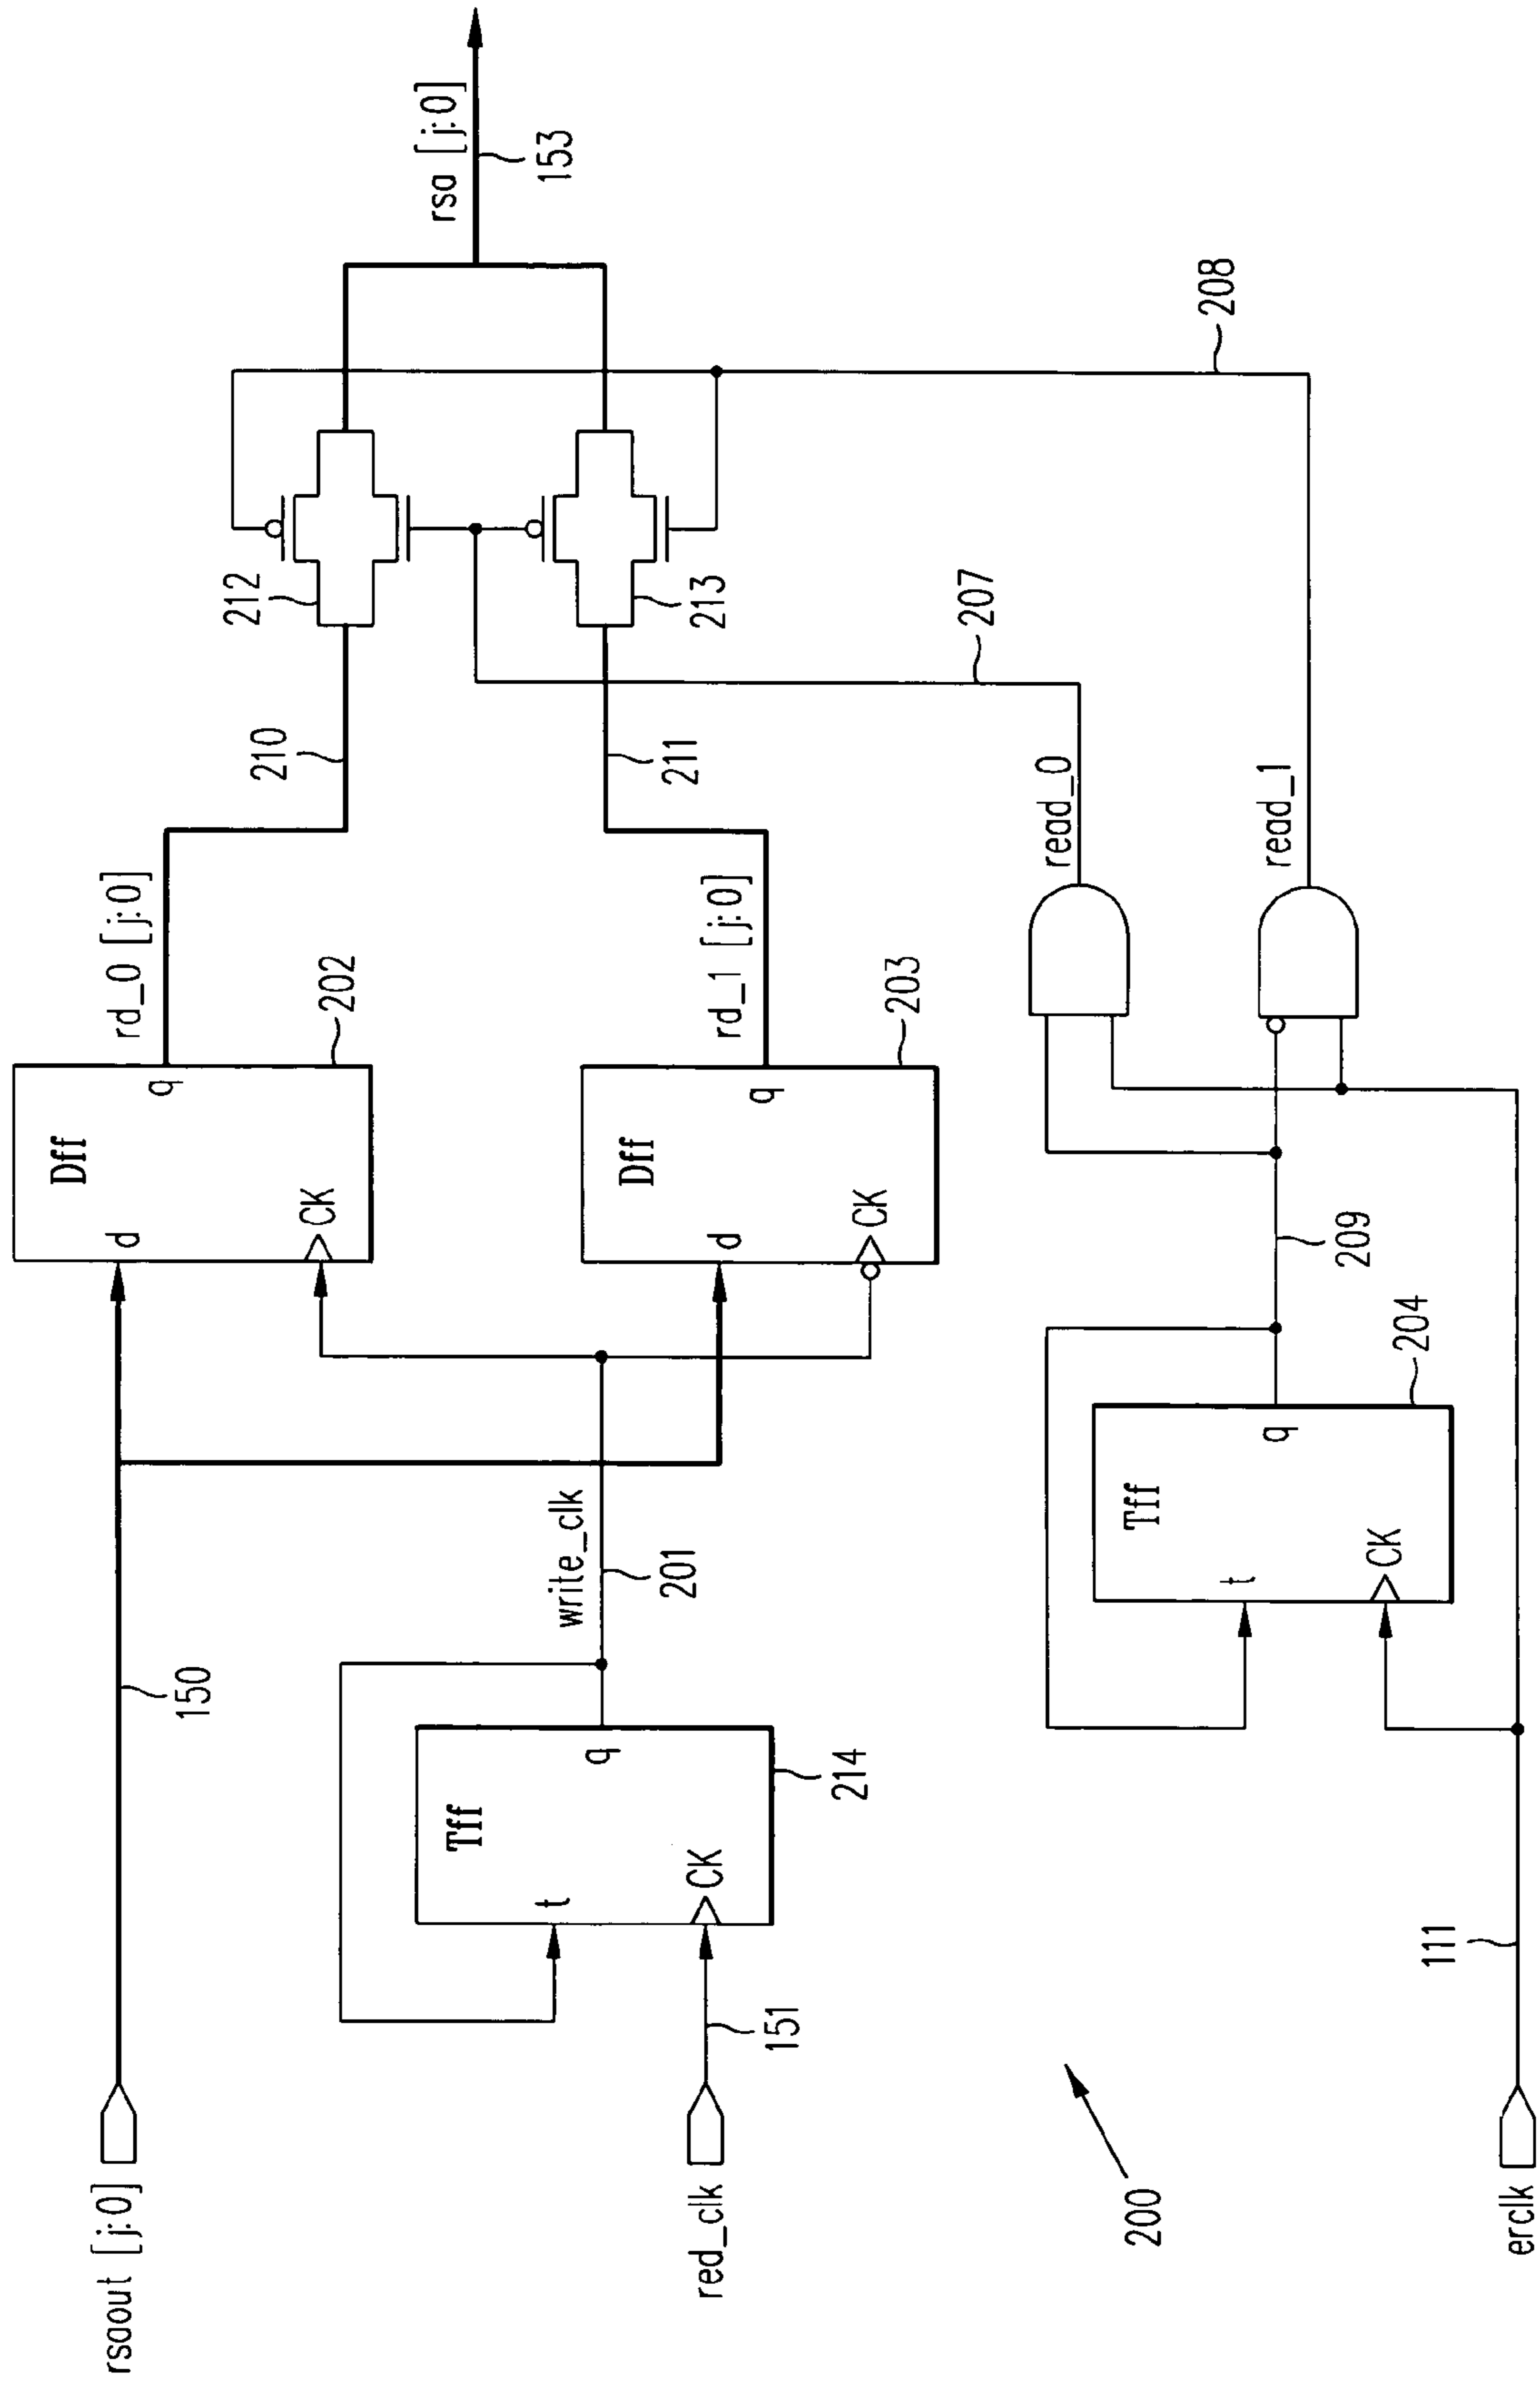 rsaout [j:0]
150
Dff
d
q
CK
202
rd_0 [j:0]
210
212
rsa [j:0]
153
red_clk
151
Tff
t
q
CK
214
write_clk
201
Dff
d
q
CK
203
rd_1 [j:0]
211
213
200
Tff
t
q
CK
204
209
read_0
207
read_1
208
erclk
111